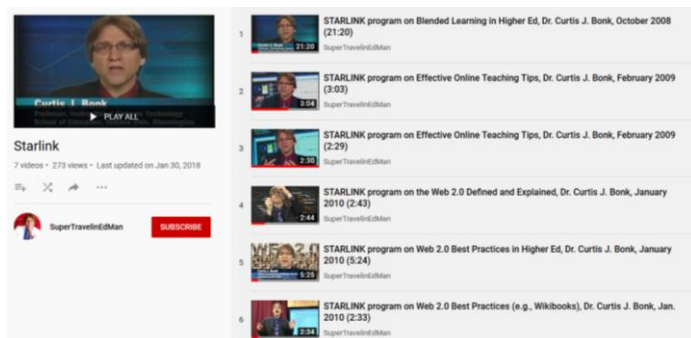 Curtis J. Bonk
PLAY ALL
Starlink
7 videos • 273 views • Last updated on Jan 30, 2018
SuperTravelinEdMan
SUBSCRIBE
1
21:20
STARLINK program on Blended Learning in Higher Ed, Dr. Curtis J. Bonk, October 2008
(21:20)
SuperTravelinEdMan
2
3:04
STARLINK program on Effective Online Teaching Tips, Dr. Curtis J. Bonk, February 2009
(3:03)
SuperTravelinEdMan
3
2:30
STARLINK program on Effective Online Teaching Tips, Dr. Curtis J. Bonk, February 2009
(2:29)
SuperTravelinEdMan
4
2:44
STARLINK program on the Web 2.0 Defined and Explained, Dr. Curtis J. Bonk, January
2010 (2:43)
SuperTravelinEdMan
5
5:25
STARLINK program on Web 2.0 Best Practices in Higher Ed, Dr. Curtis J. Bonk, January
2010 (5:24)
SuperTravelinEdMan
6
2:34
STARLINK program on Web 2.0 Best Practices (e.g., Wikibooks), Dr. Curtis J. Bonk, Jan.
2010 (2:33)
SuperTravelinEdMan